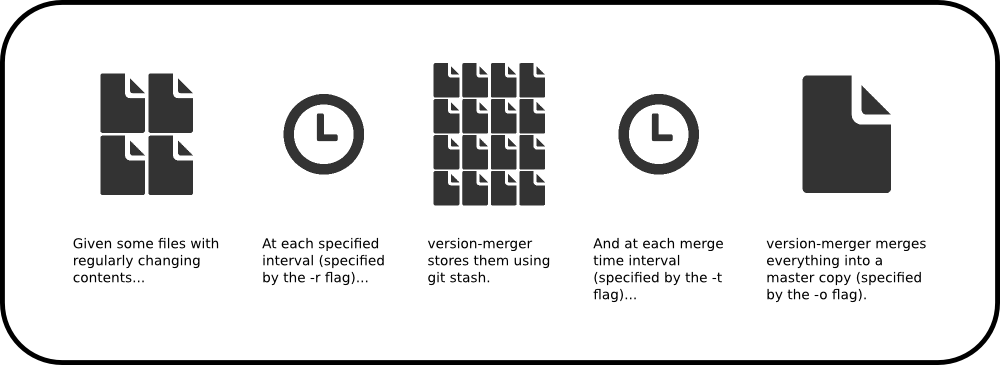 Given some files with
regularly changing
contents...
At each specified
interval (specified
by the -r flag)...
version-merger
stores them using
git stash.
And at each merge
time interval
(specified by the -t
flag)...
version-merger merges
everything into a
master copy (specified
by the -o flag).